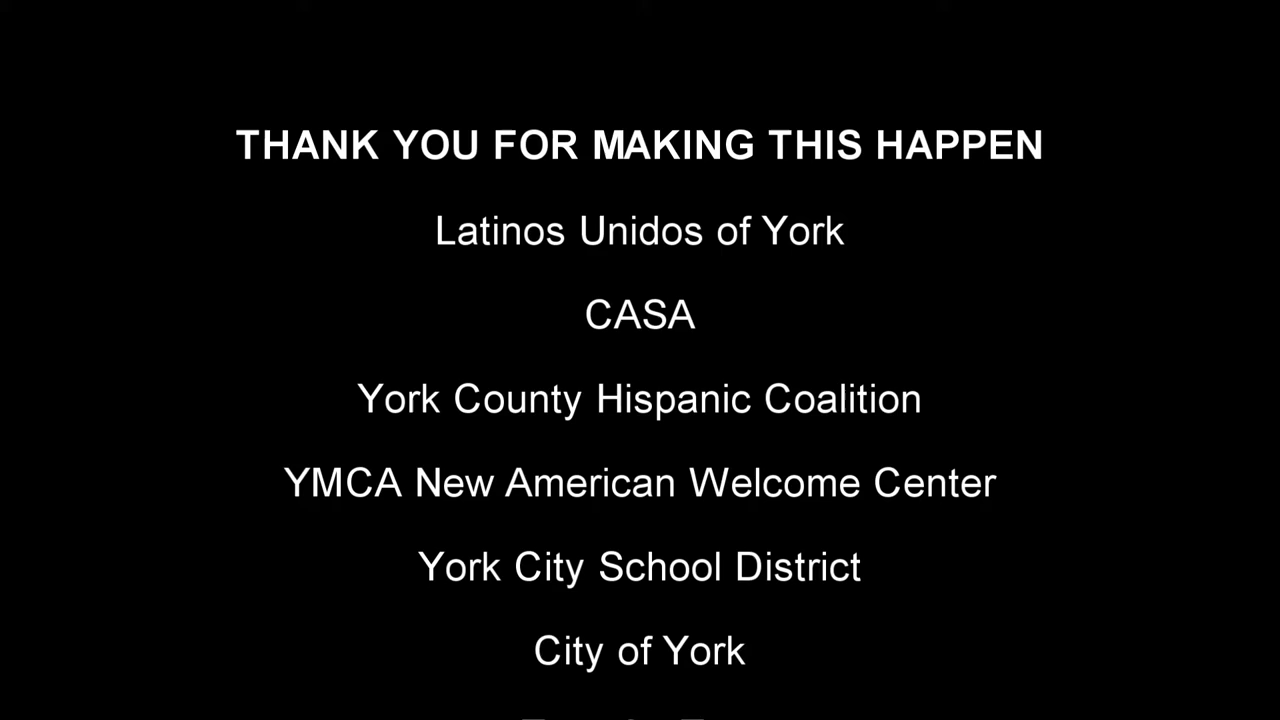 THANK YOU FOR MAKING THIS HAPPEN
Latinos Unidos of York
CASA
York County Hispanic Coalition
YMCA New American Welcome Center
York City School District
City of York